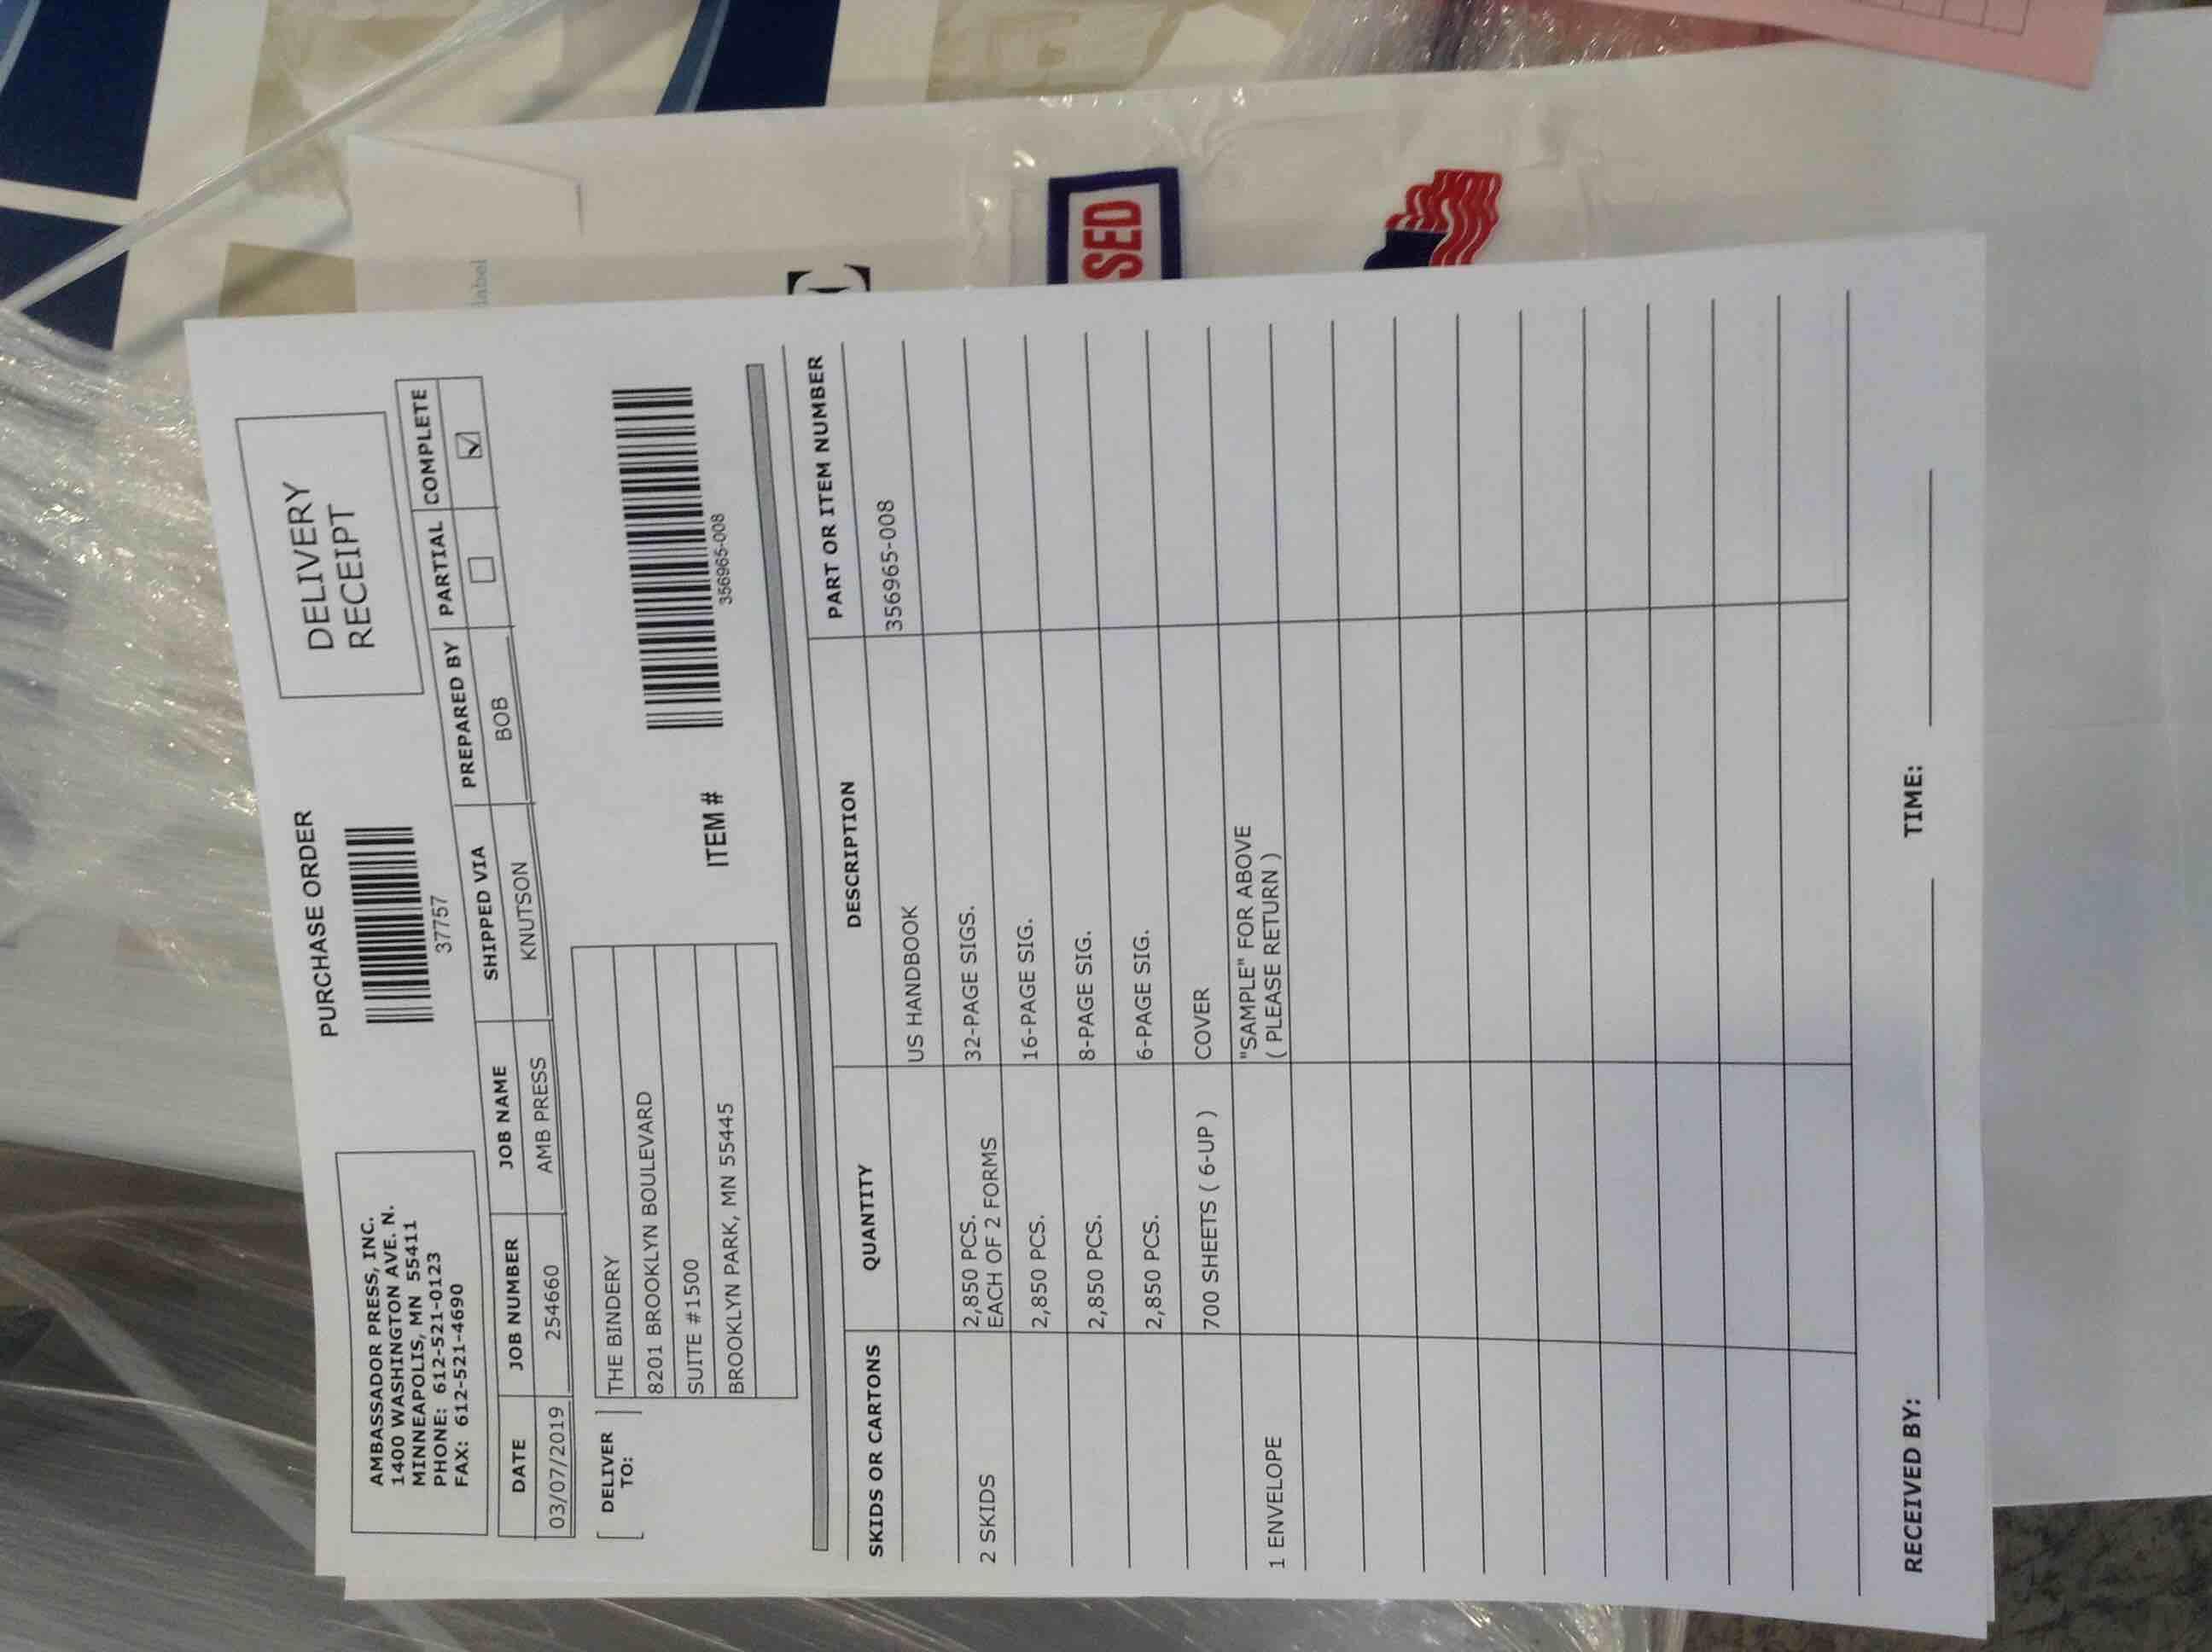 AMBASSADOR PRESS, INC.
1400 WASHINGTON AVE. N.
MINNEAPOLIS, MN 55411
PHONE: 612-521-0123
FAX: 612-521-4690
PURCHASE ORDER
37757
DELIVERY
RECEIPT
DATE JOB NUMBER JOB NAME SHIPPED VIA PREPARED BY PARTIAL COMPLETE
03/07/2019 254660 AMB PRESS KNUTSON BOB
DELIVER
TO:
THE BINDERY
8201 BROOKLYN BOULEVARD
SUITE #1500
BROOKLYN PARK, MN 55445
ITEM #
356965-008
SKIDS OR CARTONS QUANTITY DESCRIPTION PART OR ITEM NUMBER
US HANDBOOK 356965-008
2 SKIDS 2,850 PCS. 32-PAGE SIGS.
EACH OF 2 FORMS
2,850 PCS. 16-PAGE SIG.
2,850 PCS. 8-PAGE SIG.
2,850 PCS. 6-PAGE SIG.
700 SHEETS ( 6-UP ) COVER
1 ENVELOPE "SAMPLE" FOR ABOVE
( PLEASE RETURN )
RECEIVED BY: TIME:
label
SED